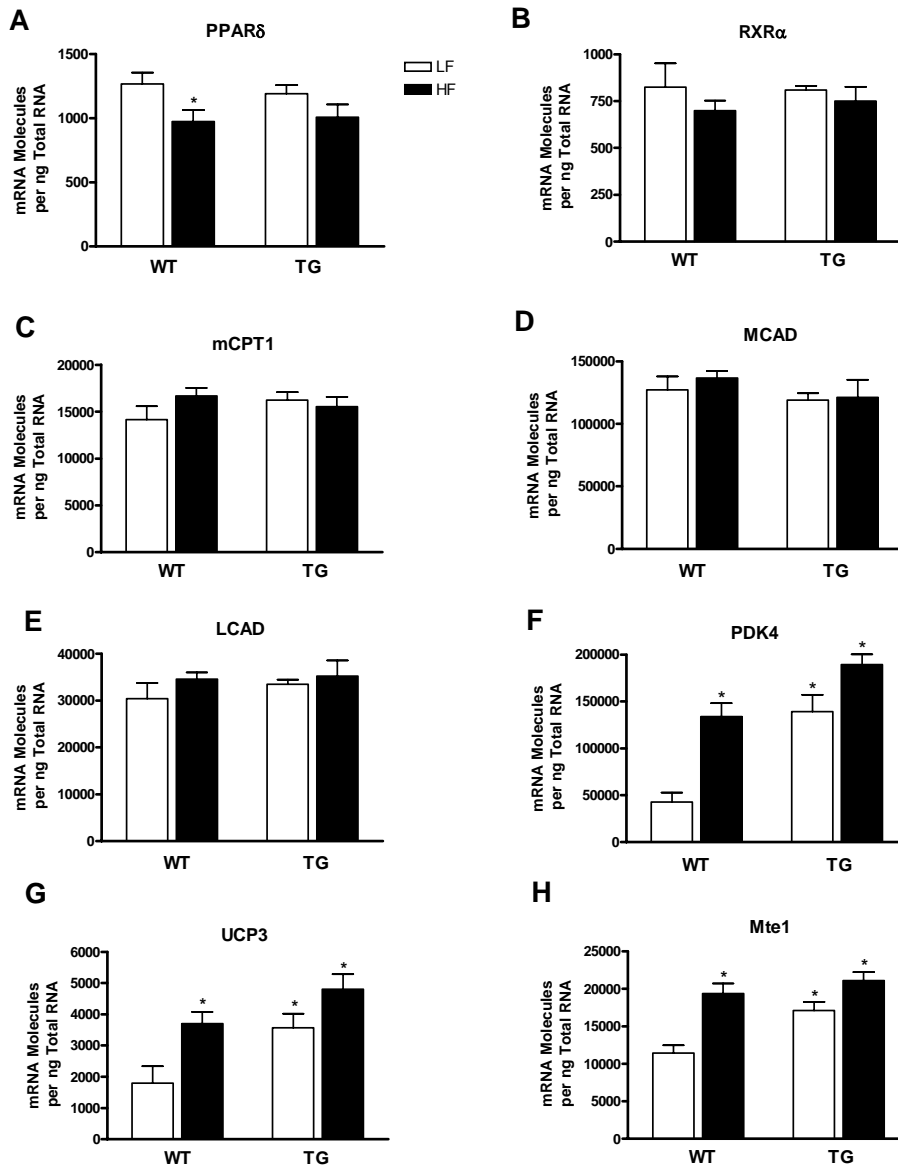 A
PPARδ
mRNA Molecules
per ng Total RNA
1500
1000
500
0
*
WT
TG
LF
HF
B
RXRα
mRNA Molecules
per ng Total RNA
1000
750
500
250
0
WT
TG
C
mCPT1
mRNA Molecules
per ng Total RNA
20000
15000
10000
5000
0
WT
TG
D
MCAD
mRNA Molecules
per ng Total RNA
150000
100000
50000
0
WT
TG
E
LCAD
mRNA Molecules
per ng Total RNA
40000
30000
20000
10000
0
WT
TG
F
PDK4
mRNA Molecules
per ng Total RNA
200000
150000
100000
50000
0
*
*
*
WT
TG
G
UCP3
mRNA Molecules
per ng Total RNA
6000
5000
4000
3000
2000
1000
0
*
*
*
WT
TG
H
Mte1
mRNA Molecules
per ng Total RNA
25000
20000
15000
10000
5000
0
*
*
*
WT
TG